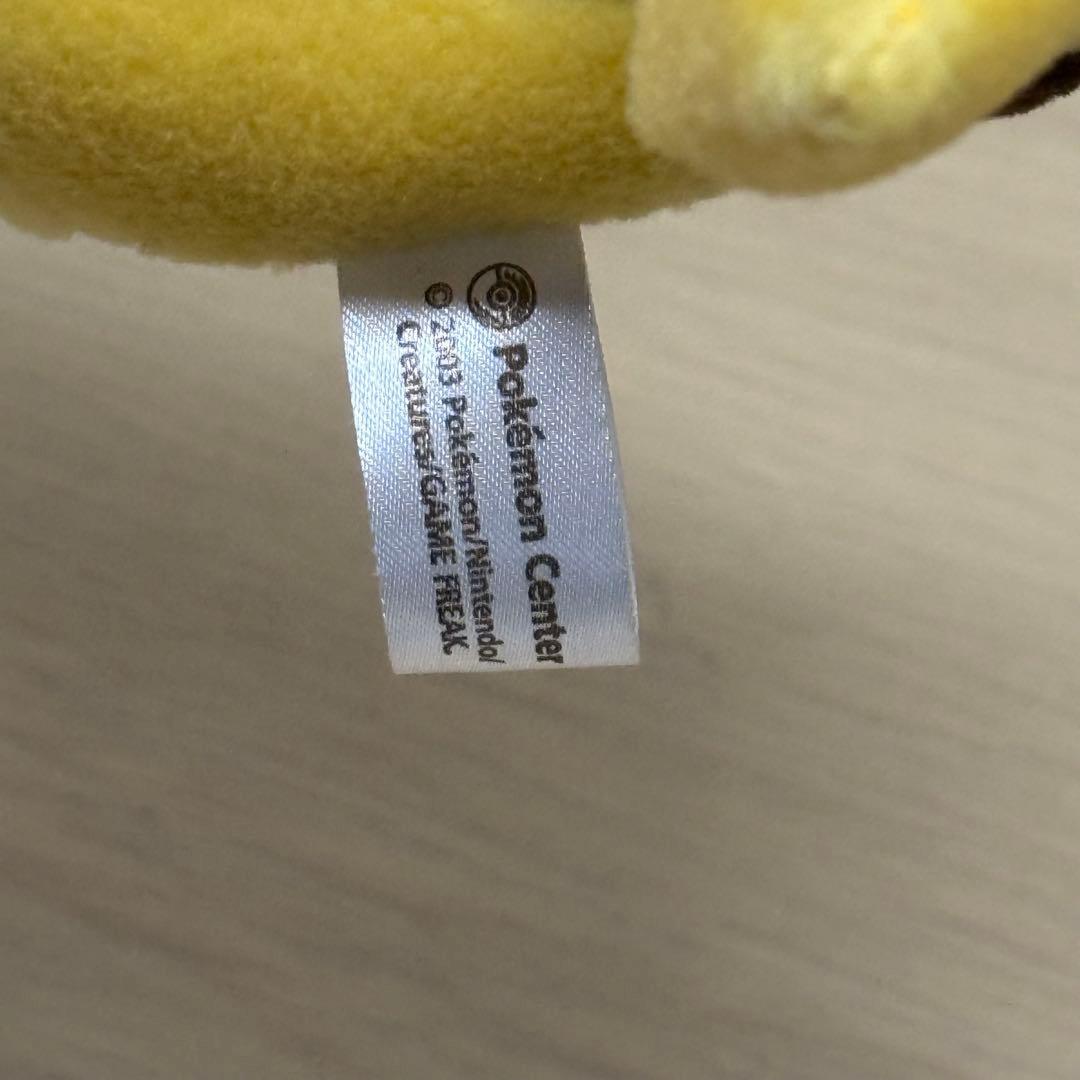 Pokémon Center
© 2003 Pokémon/Nintendo/
Creatures/GAME FREAK